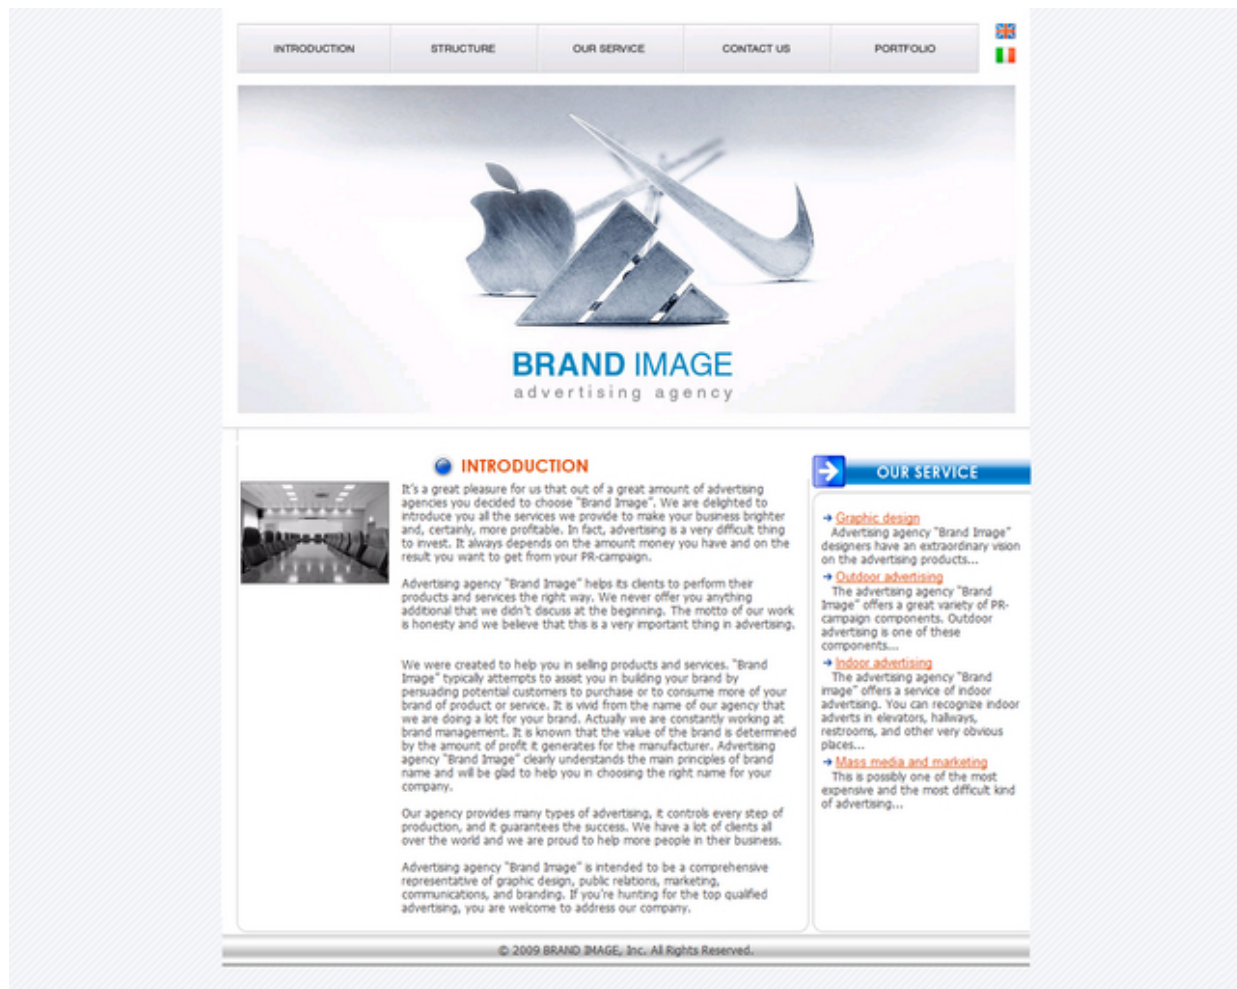 INTRODUCTION
STRUCTURE
OUR SERVICE
CONTACT US
PORTFOLIO
BRAND IMAGE
advertising agency
INTRODUCTION
It's a great pleasure for us that out of a great amount of advertising
agencies you decided to choose "Brand Image". We are delighted to
introduce you all the services we provide to make your business brighter
and, certainly, more profitable. In fact, advertising is a very difficult thing
to invest. It always depends on the amount money you have and on the
result you want to get from your PR-campaign.
Advertising agency "Brand Image" helps its clients to perform their
products and services the right way. We never offer you anything
additional that we didn't discuss at the beginning. The motto of our work
is honesty and we believe that this is a very important thing in advertising.
We were created to help you in selling products and services. "Brand
Image" typically attempts to assist you in building your brand by
persuading potential customers to purchase or to consume more of your
brand of product or service. It is vivid from the name of our agency that
we are doing a lot for your brand. Actually we are constantly working at
brand management. It is known that the value of the brand is determined
by the amount of profit it generates for the manufacturer. Advertising
agency "Brand Image" clearly understands the main principles of brand
name and will be glad to help you in choosing the right name for your
company.
Our agency provides many types of advertising, it controls every step of
production, and it guarantees the success. We have a lot of clients all
over the world and we are proud to help more people in their business.
Advertising agency "Brand Image" is intended to be a comprehensive
representative of graphic design, public relations, marketing,
communications, and branding. If you're hunting for the top qualified
advertising, you are welcome to address our company.
OUR SERVICE
Graphic design
Advertising agency "Brand Image"
designers have an extraordinary vision
on the advertising products...
Outdoor advertising
The advertising agency "Brand
Image" offers a great variety of PR-
campaign components. Outdoor
advertising is one of these
components...
Indoor advertising
The advertising agency "Brand
image" offers a service of indoor
advertising. You can recognize indoor
adverts in elevators, hallways,
restrooms, and other very obvious
places...
Mass media and marketing
This is possibly one of the most
expensive and the most difficult kind
of advertising...
© 2009 BRAND IMAGE, Inc. All Rights Reserved.